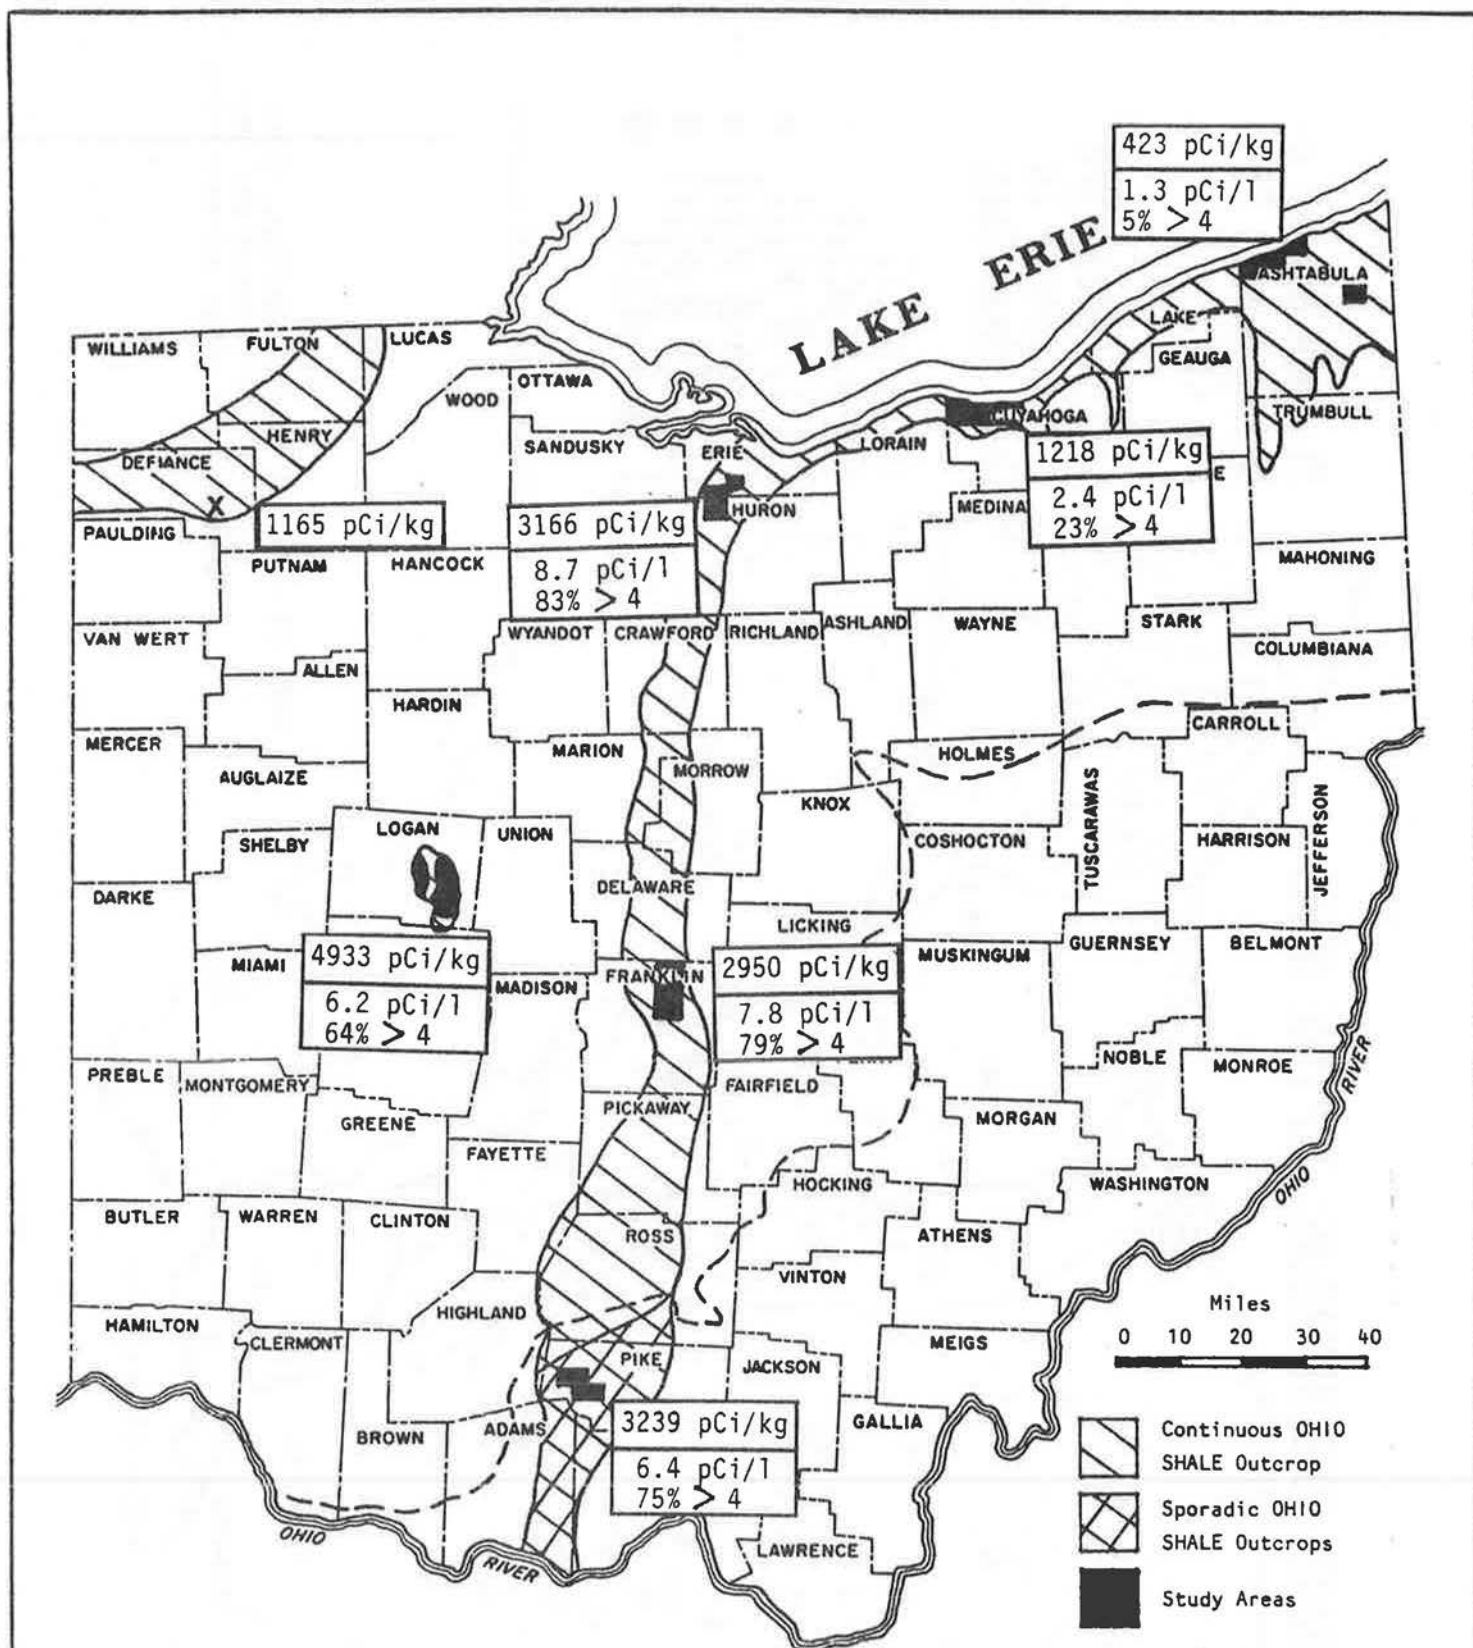 423 pCi/kg
1.3 pCi/l
5% > 4
LAKE ERIE
ASHTABULA
LAKE
GEAUGA
TRUMBULL
WILLIAMS
FULTON
LUCAS
OTTAWA
WOOD
HENRY
SANDUSKY
ERIE
LORAIN
CUYAHOGA
DEFIANCE
X
1218 pCi/kg
2.4 pCi/l
23% > 4
E
HURON
MEDINA
PAULDING
1165 pCi/kg
3166 pCi/kg
8.7 pCi/l
83% > 4
PUTNAM
HANCOCK
MAHONING
VAN WERT
ALLEN
WYANDOT
CRAWFORD
RICHLAND
ASHLAND
WAYNE
STARK
COLUMBIANA
HARDIN
CARROLL
MERCER
AUGLAIZE
MARION
MORROW
HOLMES
KNOX
TUSCARAWAS
JEFFERSON
LOGAN
UNION
SHELBY
COSHOCTON
HARRISON
DARKE
DELAWARE
LICKING
MUSKINGUM
GUERNSEY
BELMONT
MIAMI
4933 pCi/kg
6.2 pCi/l
64% > 4
MADISON
FRANKLIN
2950 pCi/kg
7.8 pCi/l
79% > 4
NOBLE
MONROE
PREBLE
MONTGOMERY
GREENE
PICKAWAY
FAIRFIELD
MORGAN
FAYETTE
HOCKING
WASHINGTON
OHIO RIVER
BUTLER
WARREN
CLINTON
ROSS
ATHENS
VINTON
HIGHLAND
HAMILTON
CLERMONT
PIKE
JACKSON
MEIGS
Miles
0 10 20 30 40
BROWN
ADAMS
3239 pCi/kg
6.4 pCi/l
75% > 4
GALLIA
LAWRENCE
OHIO RIVER
Continuous OHIO
SHALE Outcrop
Sporadic OHIO
SHALE Outcrops
Study Areas